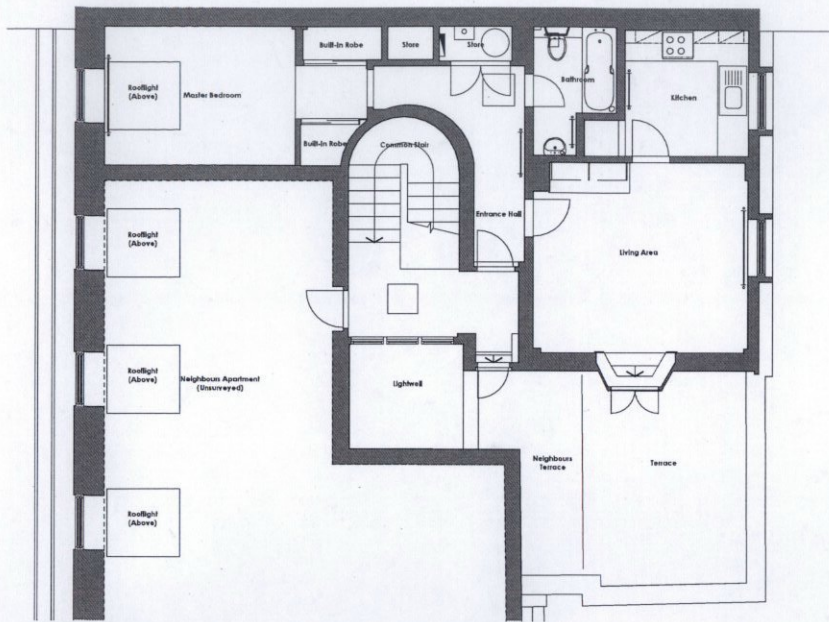 Built-In Robe
Store
Store
Rooflight
(Above)
Master Bedroom
Bathroom
Kitchen
Built-In Robe
Common Stair
Entrance Hall
Rooflight
(Above)
Living Area
Rooflight
(Above)
Neighbours Apartment
(Unsurveyed)
Lightwell
Neighbours
Terrace
Terrace
Rooflight
(Above)